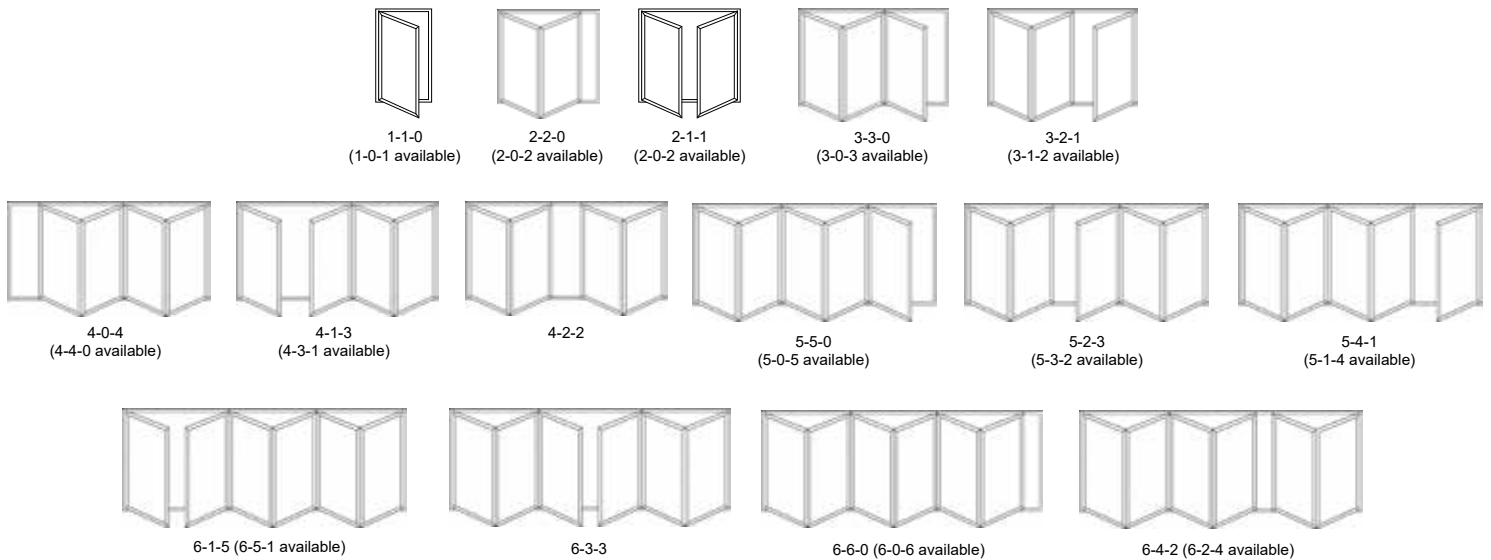 1-1-0
(1-0-1 available)
2-2-0
(2-0-2 available)
2-1-1
(2-0-2 available)
3-3-0
(3-0-3 available)
3-2-1
(3-1-2 available)
4-0-4
(4-4-0 available)
4-1-3
(4-3-1 available)
4-2-2
5-5-0
(5-0-5 available)
5-2-3
(5-3-2 available)
5-4-1
(5-1-4 available)
6-1-5 (6-5-1 available)
6-3-3
6-6-0 (6-0-6 available)
6-4-2 (6-2-4 available)